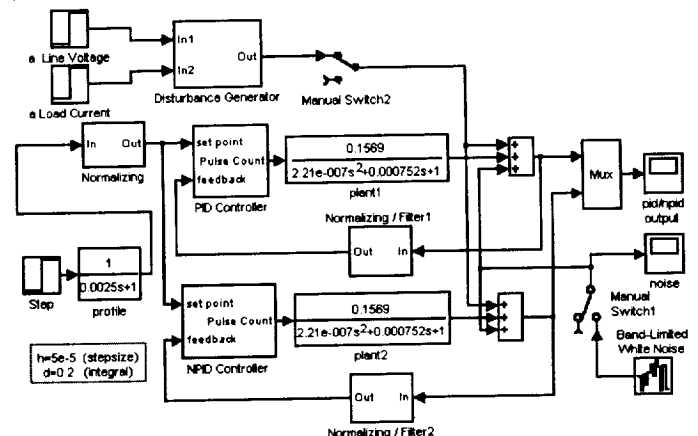 ⴰ Line Voltage
In1
In2
Out
Disturbance Generator
Manual Switch2
a Load Current
In
Out
Normalizing
set point
Pulse Count
feedback
PID Controller
0.1569
2.21e-007s²+0.000752s+1
plant1
+
+
+
Mux
pid/npid
output
Normalizing / Filter1
Out
In
Step
1
0.0025s+1
profile
noise
Manual
Switch1
set point
Pulse Count
feedback
NPID Controller
0.1569
2.21e-007s²+0.000752s+1
plant2
+
+
+
Band-Limited
White Noise
h=5e-5 (stepsize)
d=0.2 (integral)
Out
In
Normalizing / Filter2